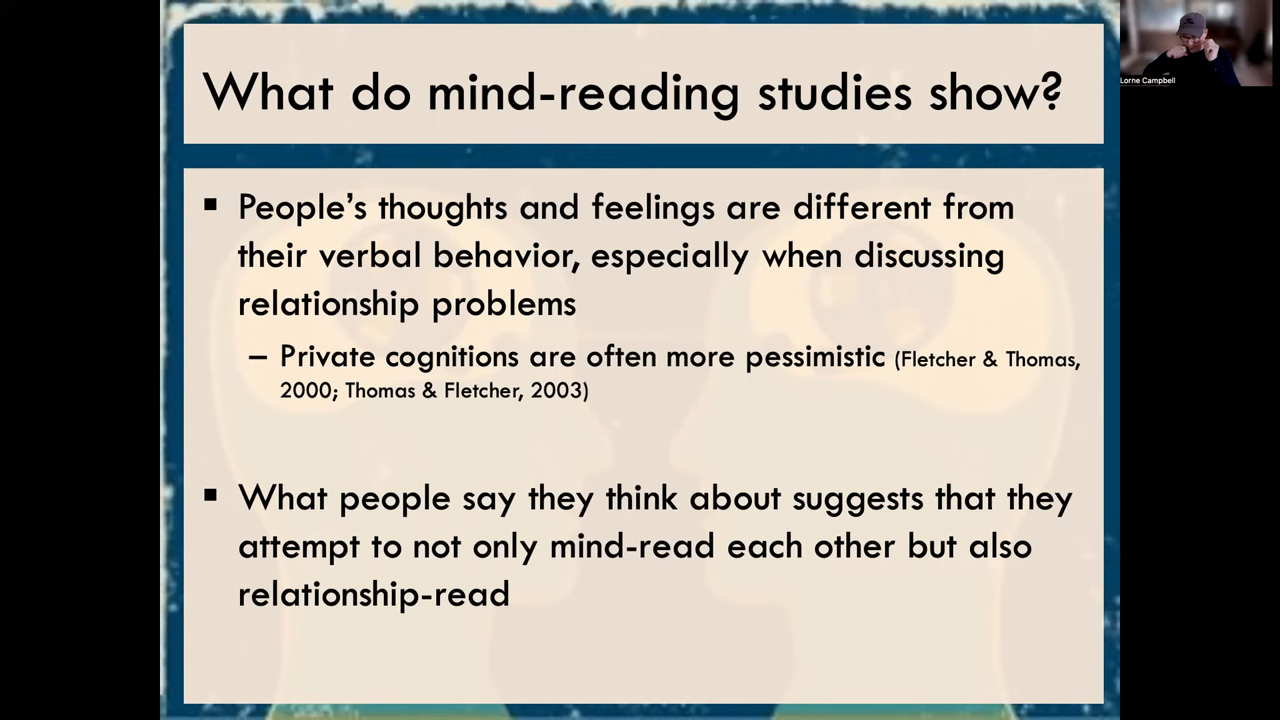 What do mind-reading studies show?
Lorne Campbell
▪ People's thoughts and feelings are different from
their verbal behavior, especially when discussing
relationship problems
– Private cognitions are often more pessimistic (Fletcher & Thomas,
2000; Thomas & Fletcher, 2003)
▪ What people say they think about suggests that they
attempt to not only mind-read each other but also
relationship-read